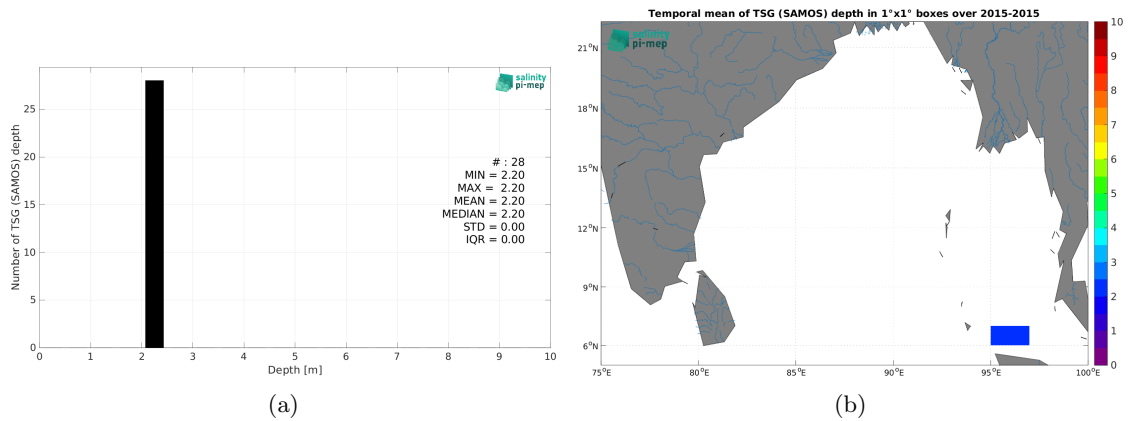 salinity
pi-mep
25
20
15
10
5
0
Number of TSG (SAMOS) depth
# : 28
MIN = 2.20
MAX = 2.20
MEAN = 2.20
MEDIAN = 2.20
STD = 0.00
IQR = 0.00
0 1 2 3 4 5 6 7 8 9 10
Depth [m]
(a)
Temporal mean of TSG (SAMOS) depth in 1°x1° boxes over 2015-2015
salinity
pi-mep
21°N
18°N
15°N
12°N
9°N
6°N
75°E 80°E 85°E 90°E 95°E 100°E
10
9
8
7
6
5
4
3
2
1
0
(b)